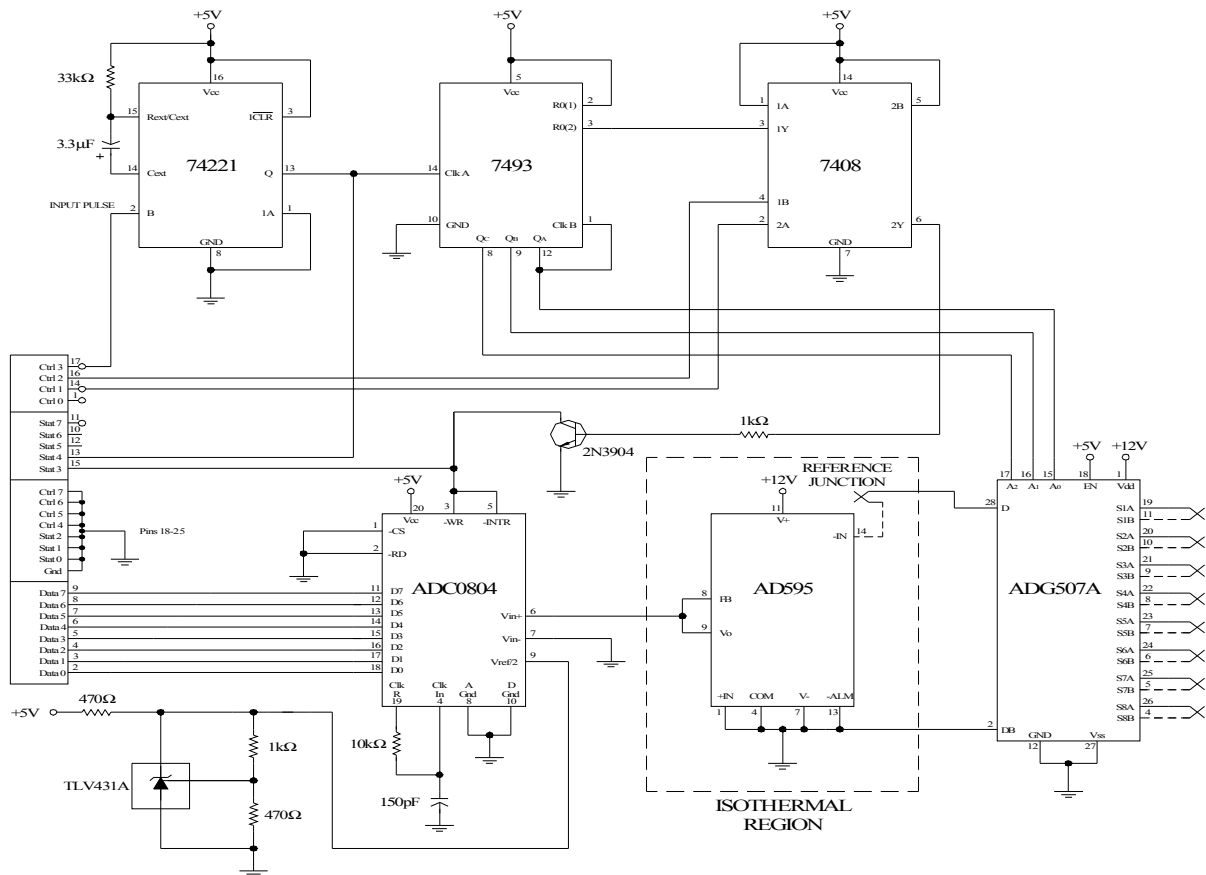 +5V
+5V
+5V
33kΩ
16
Vcc
5
Vcc
14
Vcc
15
Rext/Cext
1CLR
3
R0(1)
2
1
1A
2B
5
R0(2)
3
3
1Y
3.3µF
+
74221
7493
7408
14
Cext
Q
13
14
Clk A
INPUT PULSE
2
B
1A
1
4
1B
10
GND
Clk B
1
2
2A
2Y
6
GND
8
QC
QB
QA
8
9
12
GND
7
Ctrl 3
17
Ctrl 2
16
Ctrl 1
14
Ctrl 0
1
Stat 7
11
Stat 6
10
Stat 5
12
Stat 4
13
Stat 3
15
1kΩ
2N3904
Ctrl 7
Ctrl 6
Ctrl 5
Ctrl 4
Stat 2
Stat 1
Stat 0
Gnd
Pins 18-25
+5V
20
Vcc
3
-WR
5
-INTR
1
-CS
2
-RD
ADC0804
11
D7
12
D6
13
D5
14
D4
15
D3
16
D2
17
D1
18
D0
Vin+
6
Vin-
7
Vref/2
9
Clk
R
19
Clk
In
4
A
Gnd
8
D
Gnd
10
Data 7
9
Data 6
8
Data 5
7
Data 4
6
Data 3
5
Data 2
4
Data 1
3
Data 0
2
REFERENCE
JUNCTION
+12V
11
V+
-IN
14
AD595
8
FB
9
Vo
+IN
1
COM
4
V-
7
-ALM
13
ISOTHERMAL
REGION
+5V
+12V
17
A2
16
A1
15
A0
18
EN
1
Vdd
28
D
ADG507A
S1A
19
S1B
11
S2A
20
S2B
10
S3A
21
S3B
9
S4A
22
S4B
8
S5A
23
S5B
7
S6A
24
S6B
6
S7A
25
S7B
5
S8A
26
S8B
4
2
DB
GND
12
Vss
27
+5V
470Ω
1kΩ
TLV431A
470Ω
10kΩ
150pF